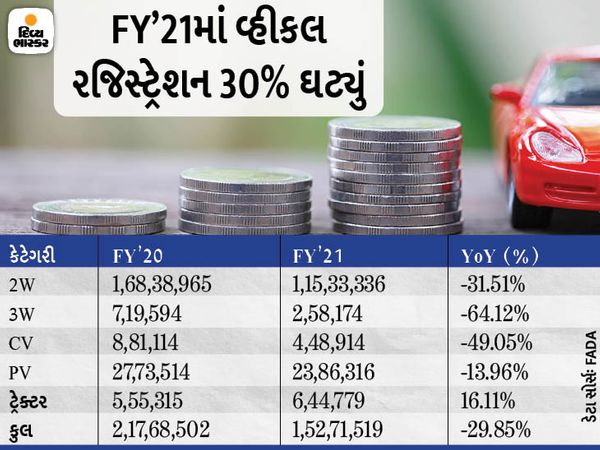 દિવ્ય
ભાસ્કર
FY’21માં વ્હીકલ
રજિસ્ટ્રેશન 30% ઘટ્યું
કેટેગરી FY’20 FY’21 YoY (%)
2W 1,68,38,965 1,15,33,336 -31.51%
3W 7,19,594 2,58,174 -64.12%
CV 8,81,114 4,48,914 -49.05%
PV 27,73,514 23,86,316 -13.96%
ટ્રેક્ટર 5,55,315 6,44,779 16.11%
કુલ 2,17,68,502 1,52,71,519 -29.85%
ડેટા સોર્સઃ FADA